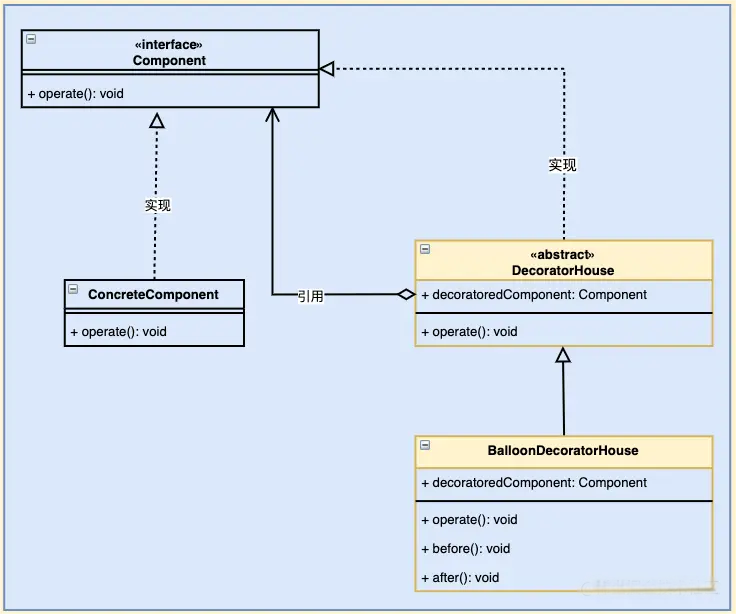 «interface»
Component
+ operate(): void
实现
实现
«abstract»
DecoratorHouse
ConcreteComponent
引用
+ decoratoredComponent: Component
+ operate(): void
+ operate(): void
BalloonDecoratorHouse
+ decoratoredComponent: Component
+ operate(): void
+ before(): void
+ after(): void